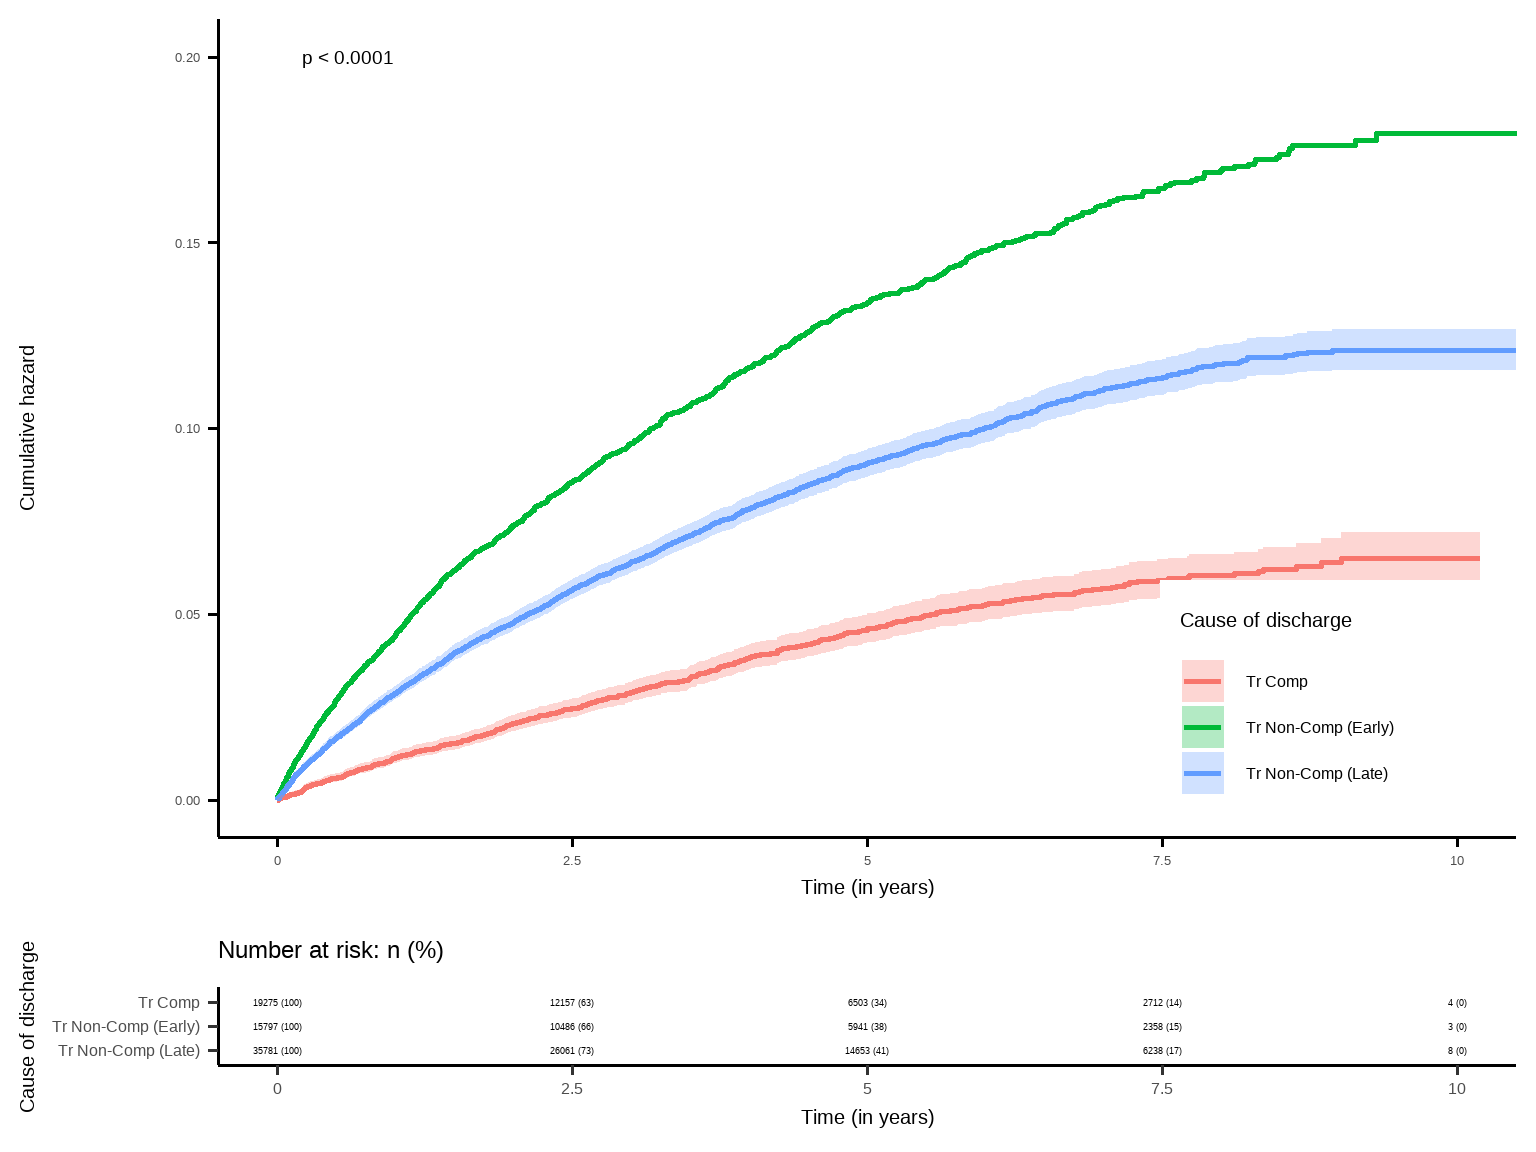 0.20
p < 0.0001
0.15
0.10
0.05
0.00
Cumulative hazard
0 2.5 5 7.5 10
Time (in years)
Cause of discharge
Tr Comp
Tr Non-Comp (Early)
Tr Non-Comp (Late)
Number at risk: n (%)
Cause of discharge
Tr Comp 19275 (100) 12157 (63) 6503 (34) 2712 (14) 4 (0)
Tr Non-Comp (Early) 15797 (100) 10486 (66) 5941 (38) 2358 (15) 3 (0)
Tr Non-Comp (Late) 35781 (100) 26061 (73) 14653 (41) 6238 (17) 8 (0)
0 2.5 5 7.5 10
Time (in years)